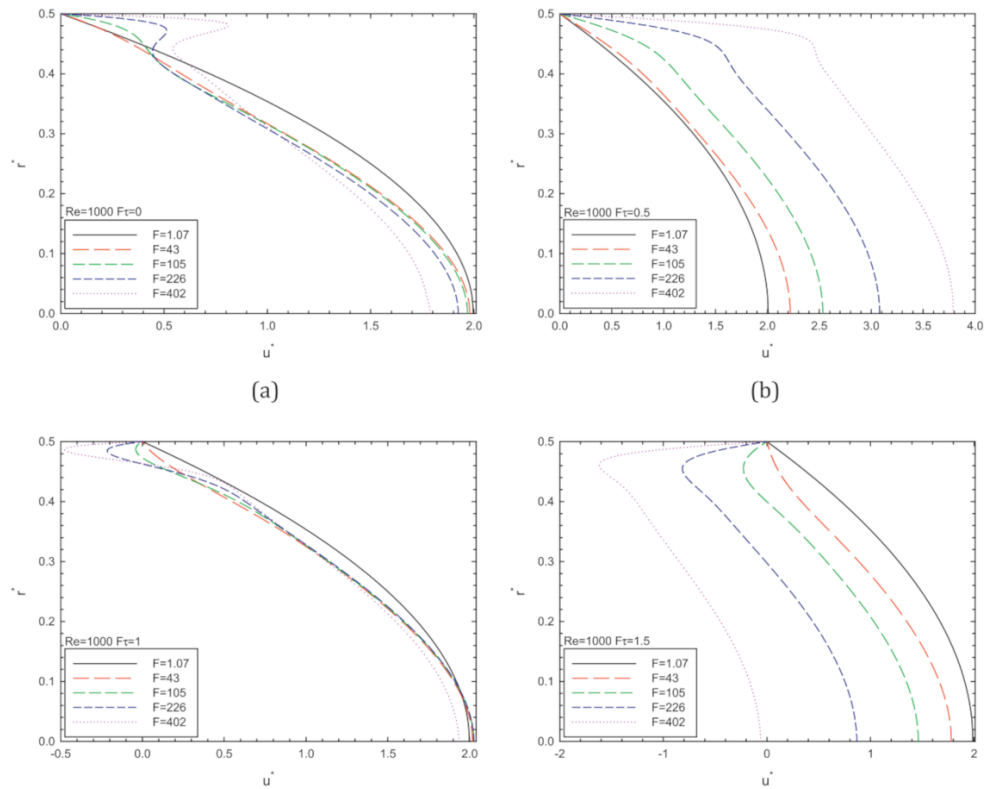 0.5
0.4
0.3
0.2
0.1
0.0
r*
Re=1000 Fτ=0
F=1.07
F=43
F=105
F=226
F=402
0.0 0.5 1.0 1.5 2.0
u*
(a)
0.5
0.4
0.3
0.2
0.1
0.0
r*
Re=1000 Fτ=0.5
F=1.07
F=43
F=105
F=226
F=402
0.0 0.5 1.0 1.5 2.0 2.5 3.0 3.5 4.0
u*
(b)
0.5
0.4
0.3
0.2
0.1
0.0
r*
Re=1000 Fτ=1
F=1.07
F=43
F=105
F=226
F=402
-0.5 0.0 0.5 1.0 1.5 2.0
u*
0.5
0.4
0.3
0.2
0.1
0.0
r*
Re=1000 Fτ=1.5
F=1.07
F=43
F=105
F=226
F=402
-2 -1 0 1 2
u*